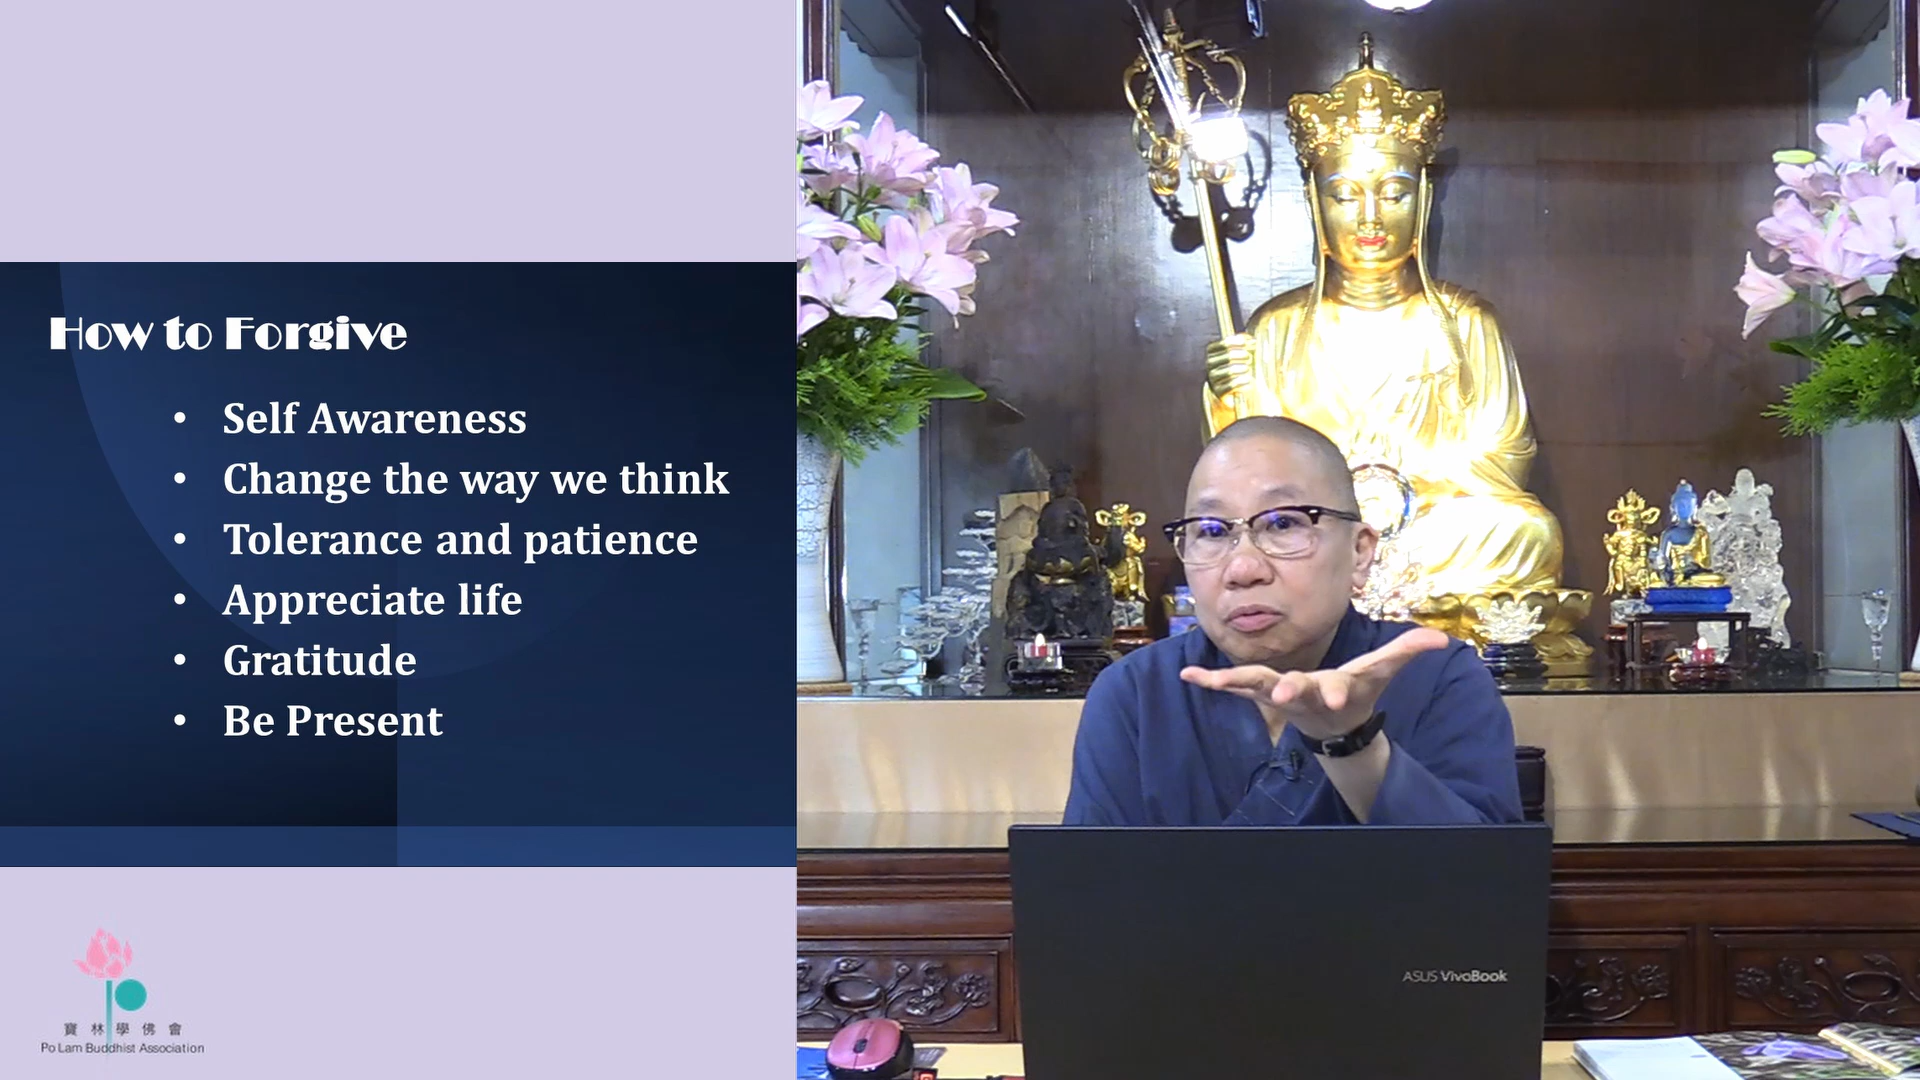 How to Forgive
• Self Awareness
• Change the way we think
• Tolerance and patience
• Appreciate life
• Gratitude
• Be Present
寶 林 學 佛 會
Po Lam Buddhist Association
ASUS VivoBook